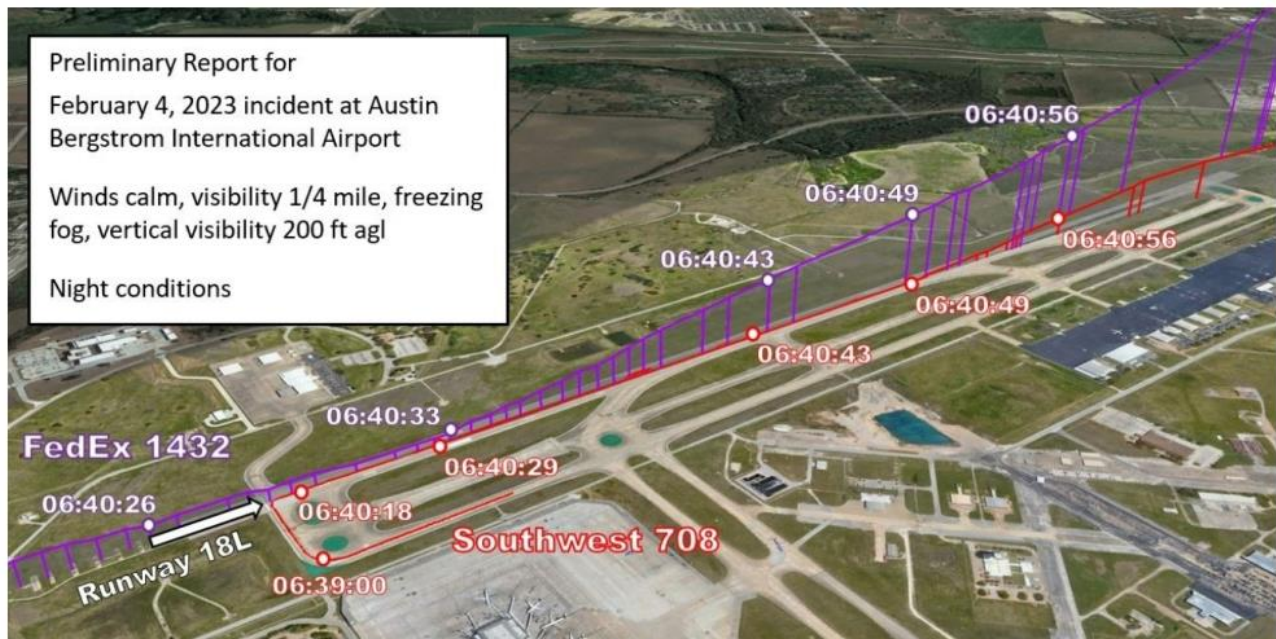 Preliminary Report for
February 4, 2023 incident at Austin
Bergstrom International Airport
Winds calm, visibility 1/4 mile, freezing
fog, vertical visibility 200 ft agl
Night conditions
06:40:56
06:40:49
06:40:43
06:40:56
06:40:49
06:40:43
06:40:33
FedEx 1432
06:40:29
06:40:26
06:40:18
Runway 18L
Southwest 708
06:39:00